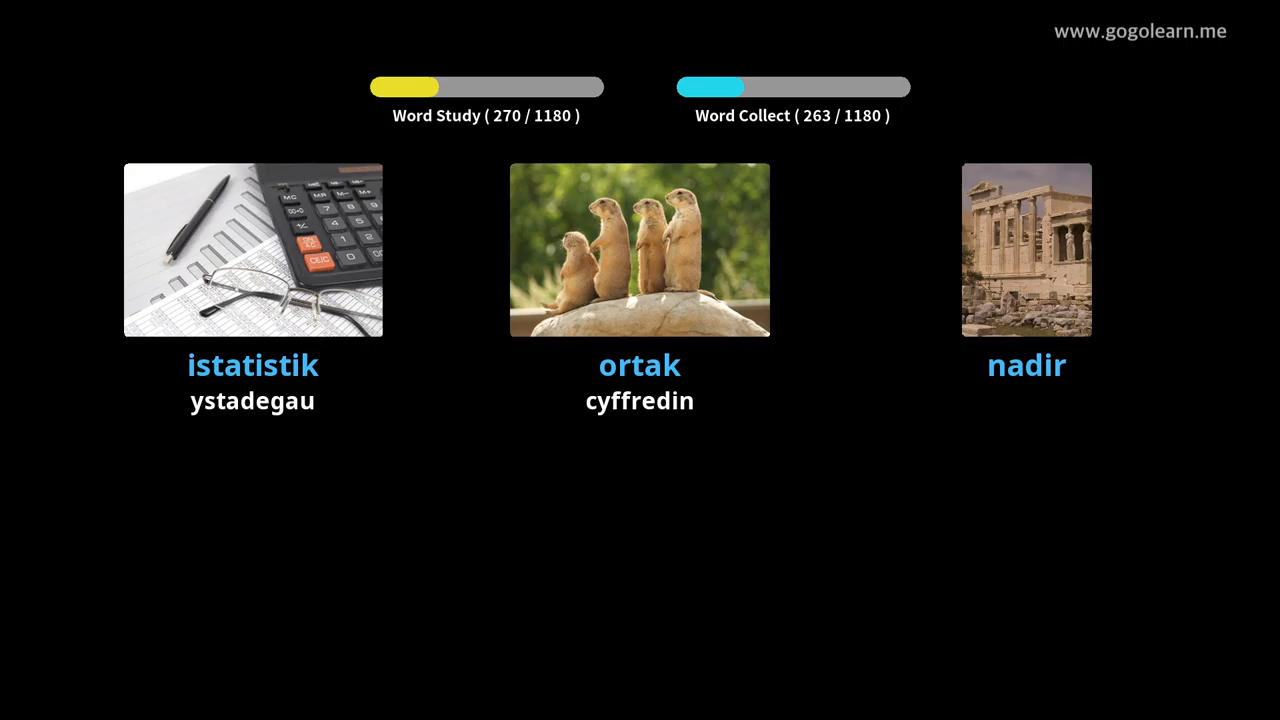 www.gogolearn.me
Word Study ( 270 / 1180 )
Word Collect ( 263 / 1180 )
istatistik
ystadegau
ortak
cyffredin
nadir